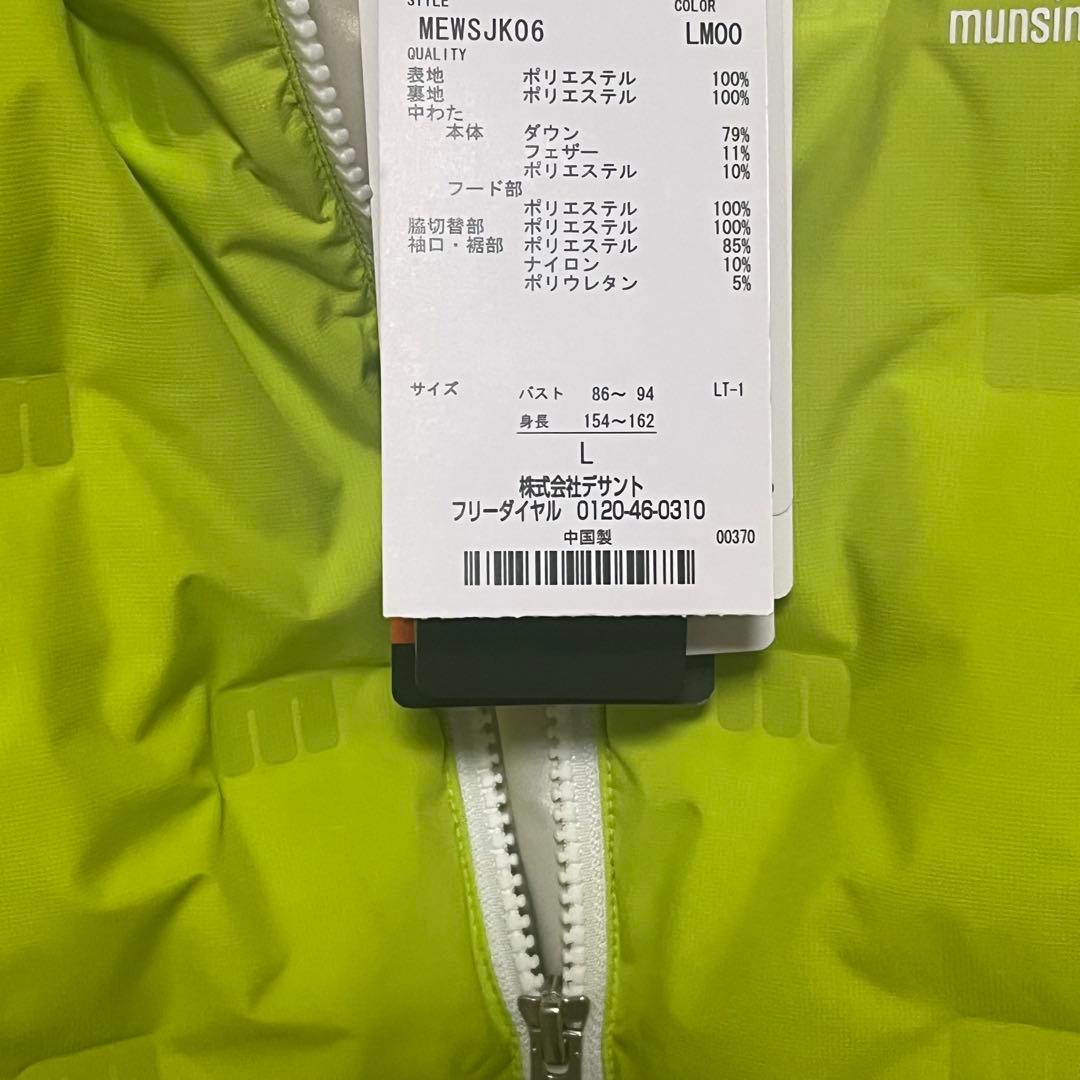 STYLE COLOR
MEWSJK06 LM00
QUALITY
表地 ポリエステル 100%
裏地 ポリエステル 100%
中わた
本体 ダウン 79%
フェザー 11%
ポリエステル 10%
フード部
ポリエステル 100%
脇切替部 ポリエステル 100%
袖口・裾部 ポリエステル 85%
ナイロン 10%
ポリウレタン 5%
サイズ バスト 86～ 94 LT-1
身長 154～162
L
株式会社デサント
フリーダイヤル 0120-46-0310
中国製 00370
munsin